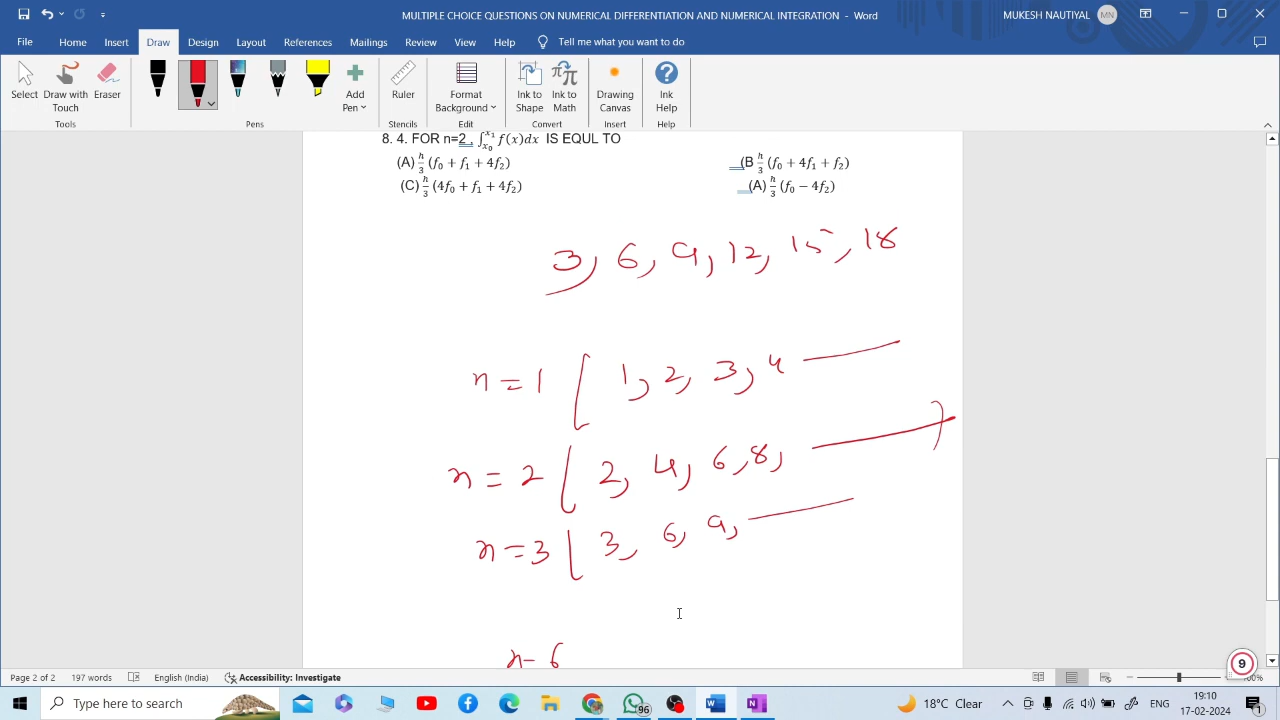 MULTIPLE CHOICE QUESTIONS ON NUMERICAL DIFFERENTIATION AND NUMERICAL INTEGRATION - Word
MUKESH NAUTIYAL MN
File Home Insert Draw Design Layout References Mailings Review View Help Tell me what you want to do
Select Draw with Touch Eraser Add Pen Ruler Format Background Ink to Shape Ink to Math Drawing Canvas Ink Help
Tools Pens Stencils Edit Convert Insert Help
8. 4. FOR n=2 , ∫_{x_0}^{x_1} f(x)dx IS EQUL TO
(A) h/3 (f_0 + f_1 + 4f_2) (B h/3 (f_0 + 4f_1 + f_2)
(C) h/3 (4f_0 + f_1 + 4f_2) (A) h/3 (f_0 − 4f_2)
3, 6, 9, 12, 15, 18
n = 1 [ 1, 2, 3, 4
n = 2 [ 2, 4, 6, 8, )
n = 3 [ 3, 6, 9,
n = 6
9
Page 2 of 2 197 words English (India) Accessibility: Investigate
Type here to search 96 18°C Clear ENG 19:10
17-02-2024 1